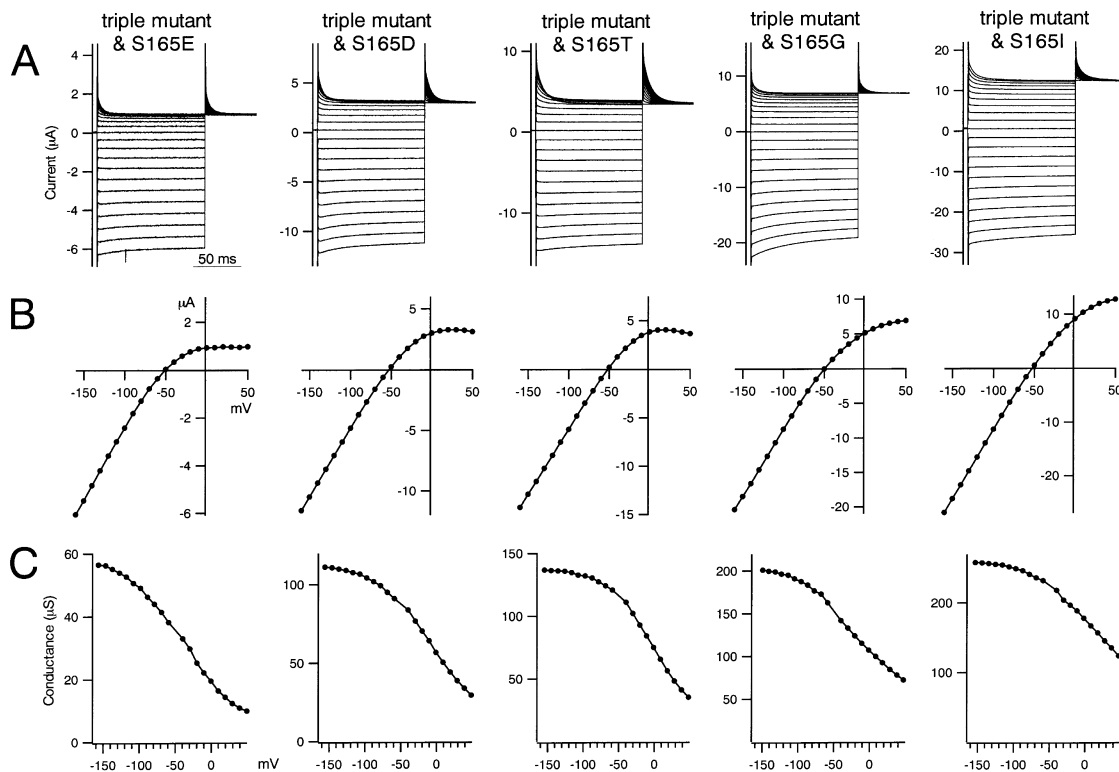 triple mutant & S165E
triple mutant & S165D
triple mutant & S165T
triple mutant & S165G
triple mutant & S165I
A
Current (μA)
4
2
0
-2
-4
-6
50 ms
5
0
-5
-10
10
0
-10
10
0
-10
-20
20
10
0
-10
-20
-30
B
μA
2
-150 -100 -50 50
mV
-2
-4
-6
5
-150 -100 -50 50
-5
-10
5
-150 -100 -50 50
-5
-10
-15
10
5
-150 -100 -50 50
-5
-10
-15
-20
10
-150 -100 -50 50
-10
-20
C
Conductance (μS)
60
40
20
0
-150 -100 -50 0 mV
100
50
0
-150 -100 -50 0
150
100
50
-150 -100 -50 0
200
150
100
50
-150 -100 -50 0
200
100
-150 -100 -50 0